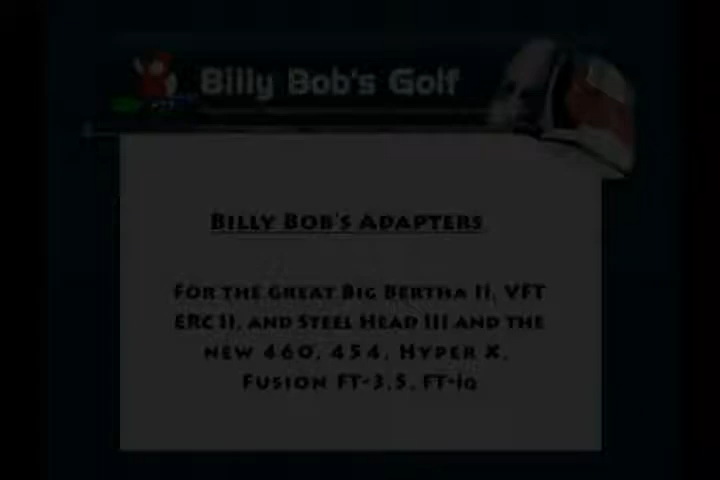 Billy Bob's Golf
BILLY BOB'S ADAPTERS
FOR THE GREAT BIG BERTHA II, VFT
ERC II, AND STEEL HEAD III AND THE
NEW 460, 454, HYPER X,
FUSION FT-3,5, FT-iq